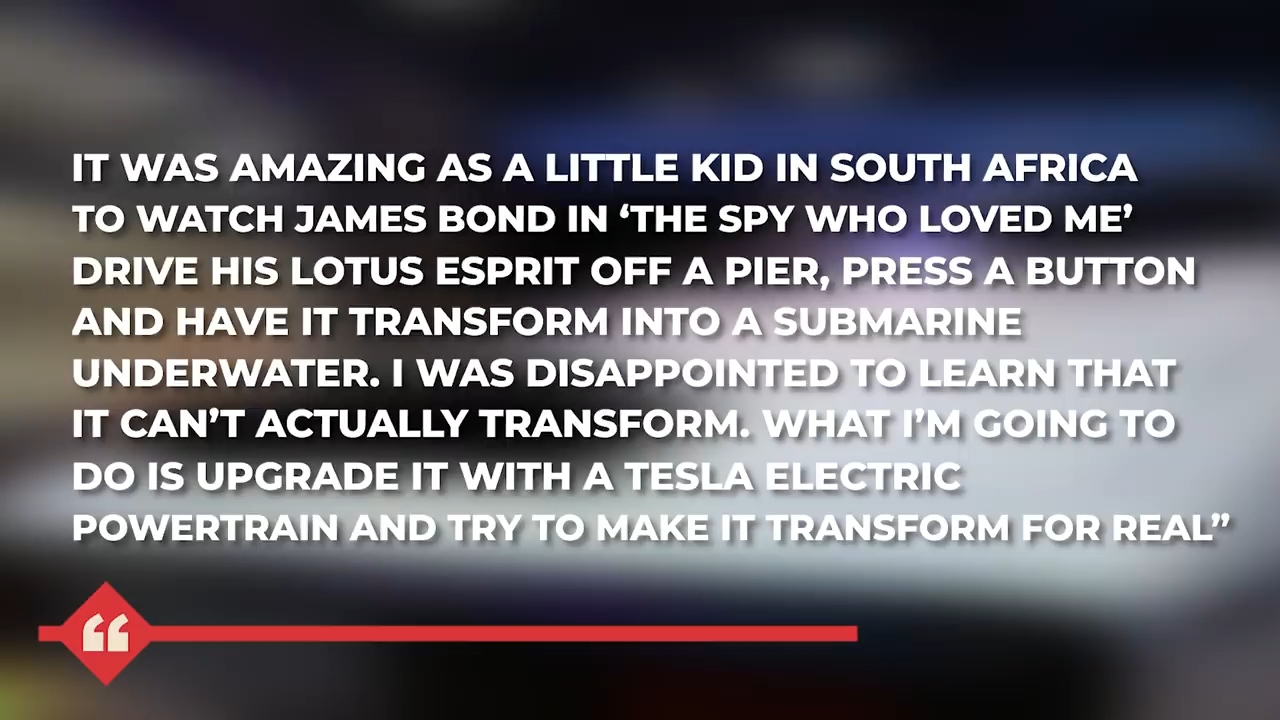 IT WAS AMAZING AS A LITTLE KID IN SOUTH AFRICA
TO WATCH JAMES BOND IN ‘THE SPY WHO LOVED ME’
DRIVE HIS LOTUS ESPRIT OFF A PIER, PRESS A BUTTON
AND HAVE IT TRANSFORM INTO A SUBMARINE
UNDERWATER. I WAS DISAPPOINTED TO LEARN THAT
IT CAN’T ACTUALLY TRANSFORM. WHAT I’M GOING TO
DO IS UPGRADE IT WITH A TESLA ELECTRIC
POWERTRAIN AND TRY TO MAKE IT TRANSFORM FOR REAL”
“